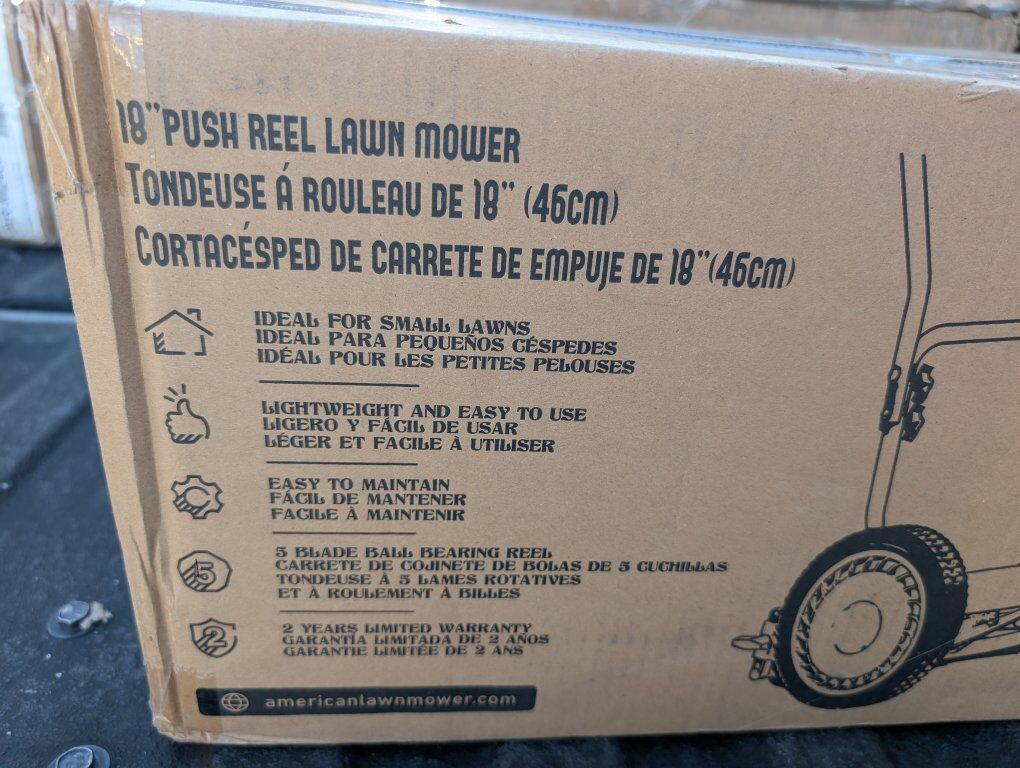 18" PUSH REEL LAWN MOWER
TONDEUSE Á ROULEAU DE 18" (46cm)
CORTACÉSPED DE CARRETE DE EMPUJE DE 18" (46cm)
IDEAL FOR SMALL LAWNS
IDEAL PARA PEQUEÑOS CÉSPEDES
IDÉAL POUR LES PETITES PELOUSES
LIGHTWEIGHT AND EASY TO USE
LIGERO Y FÁCIL DE USAR
LÉGER ET FACILE À UTILISER
EASY TO MAINTAIN
FÁCIL DE MANTENER
FACILE À MAINTENIR
5
5 BLADE BALL BEARING REEL
CARRETE DE COJINETE DE BOLAS DE 5 CUCHILLAS
TONDEUSE À 5 LAMES ROTATIVES
ET À ROULEMENT À BILLES
2
2 YEARS LIMITED WARRANTY
GARANTÍA LIMITADA DE 2 AÑOS
GARANTIE LIMITÉE DE 2 ANS
americanlawnmower.com